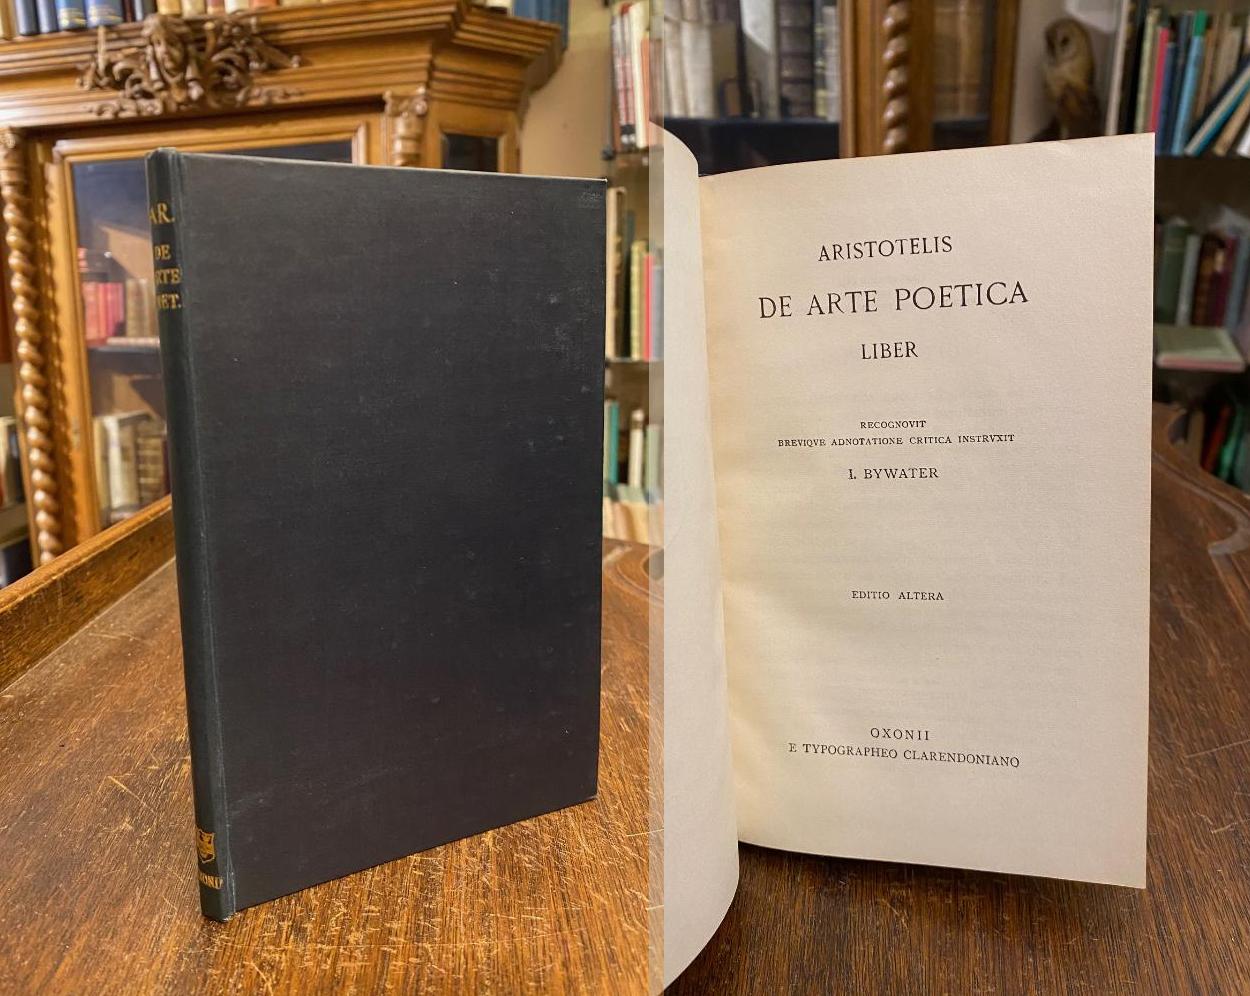 AR.
DE
ARTE
POET.
ARISTOTELIS
DE ARTE POETICA
LIBER
RECOGNOVIT
BREVIQVE ADNOTATIONE CRITICA INSTRVXIT
I. BYWATER
EDITIO ALTERA
OXONII
E TYPOGRAPHEO CLARENDONIANO